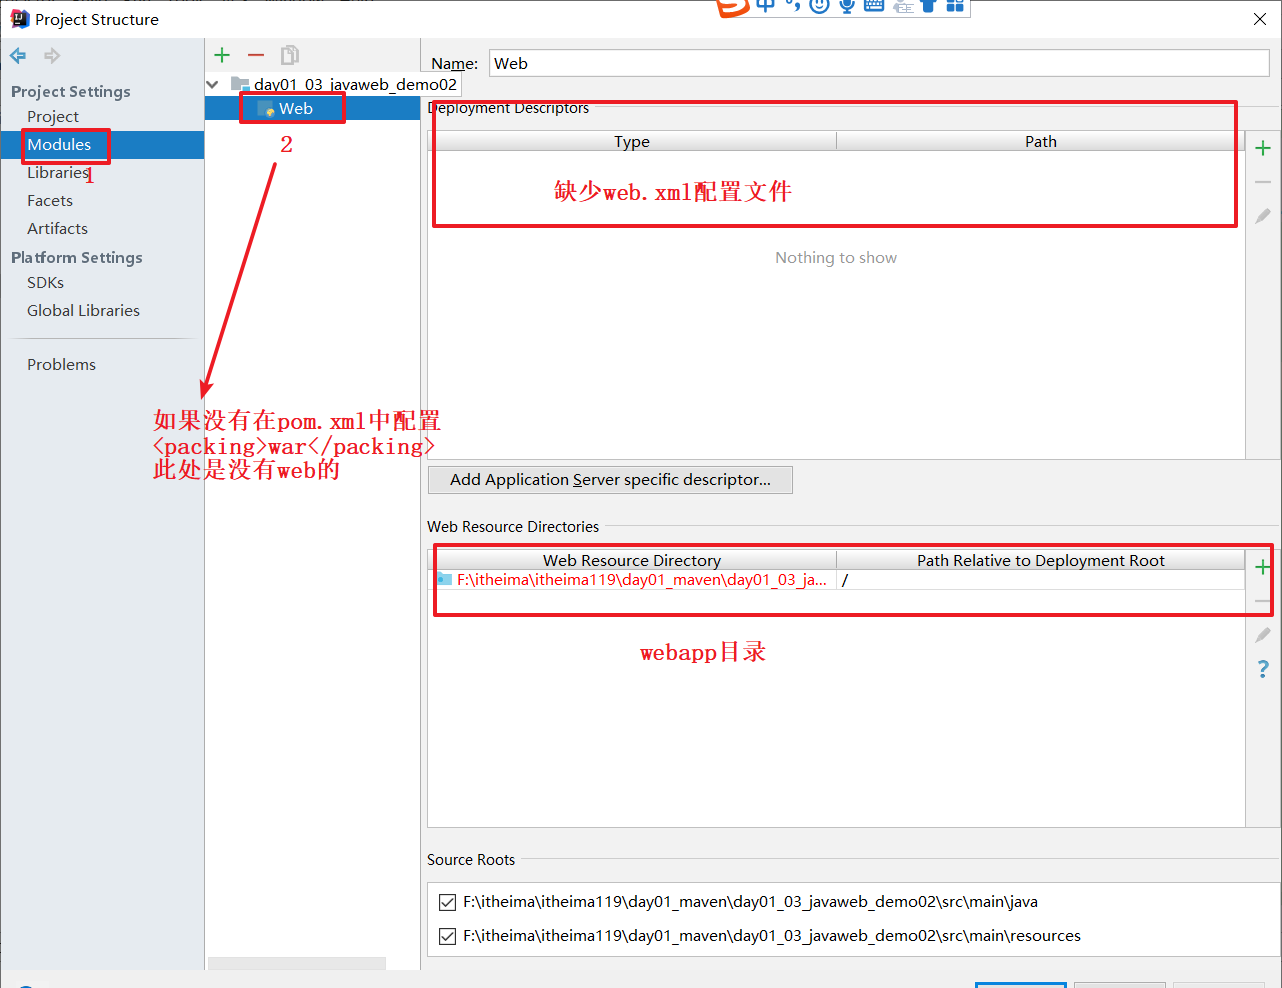 Project Structure
中
Name:
Web
day01_03_javaweb_demo02
Project Settings
Web
Deployment Descriptors
Project
Type
Path
Modules
2
Libraries
1
缺少web.xml配置文件
Facets
Artifacts
Platform Settings
Nothing to show
SDKs
Global Libraries
Problems
如果没有在pom.xml中配置
<packing>war</packing>
此处是没有web的
Add Application Server specific descriptor...
Web Resource Directories
Web Resource Directory
Path Relative to Deployment Root
F:\itheima\itheima119\day01_maven\day01_03_ja...
/
webapp目录
?
Source Roots
F:\itheima\itheima119\day01_maven\day01_03_javaweb_demo02\src\main\java
F:\itheima\itheima119\day01_maven\day01_03_javaweb_demo02\src\main\resources